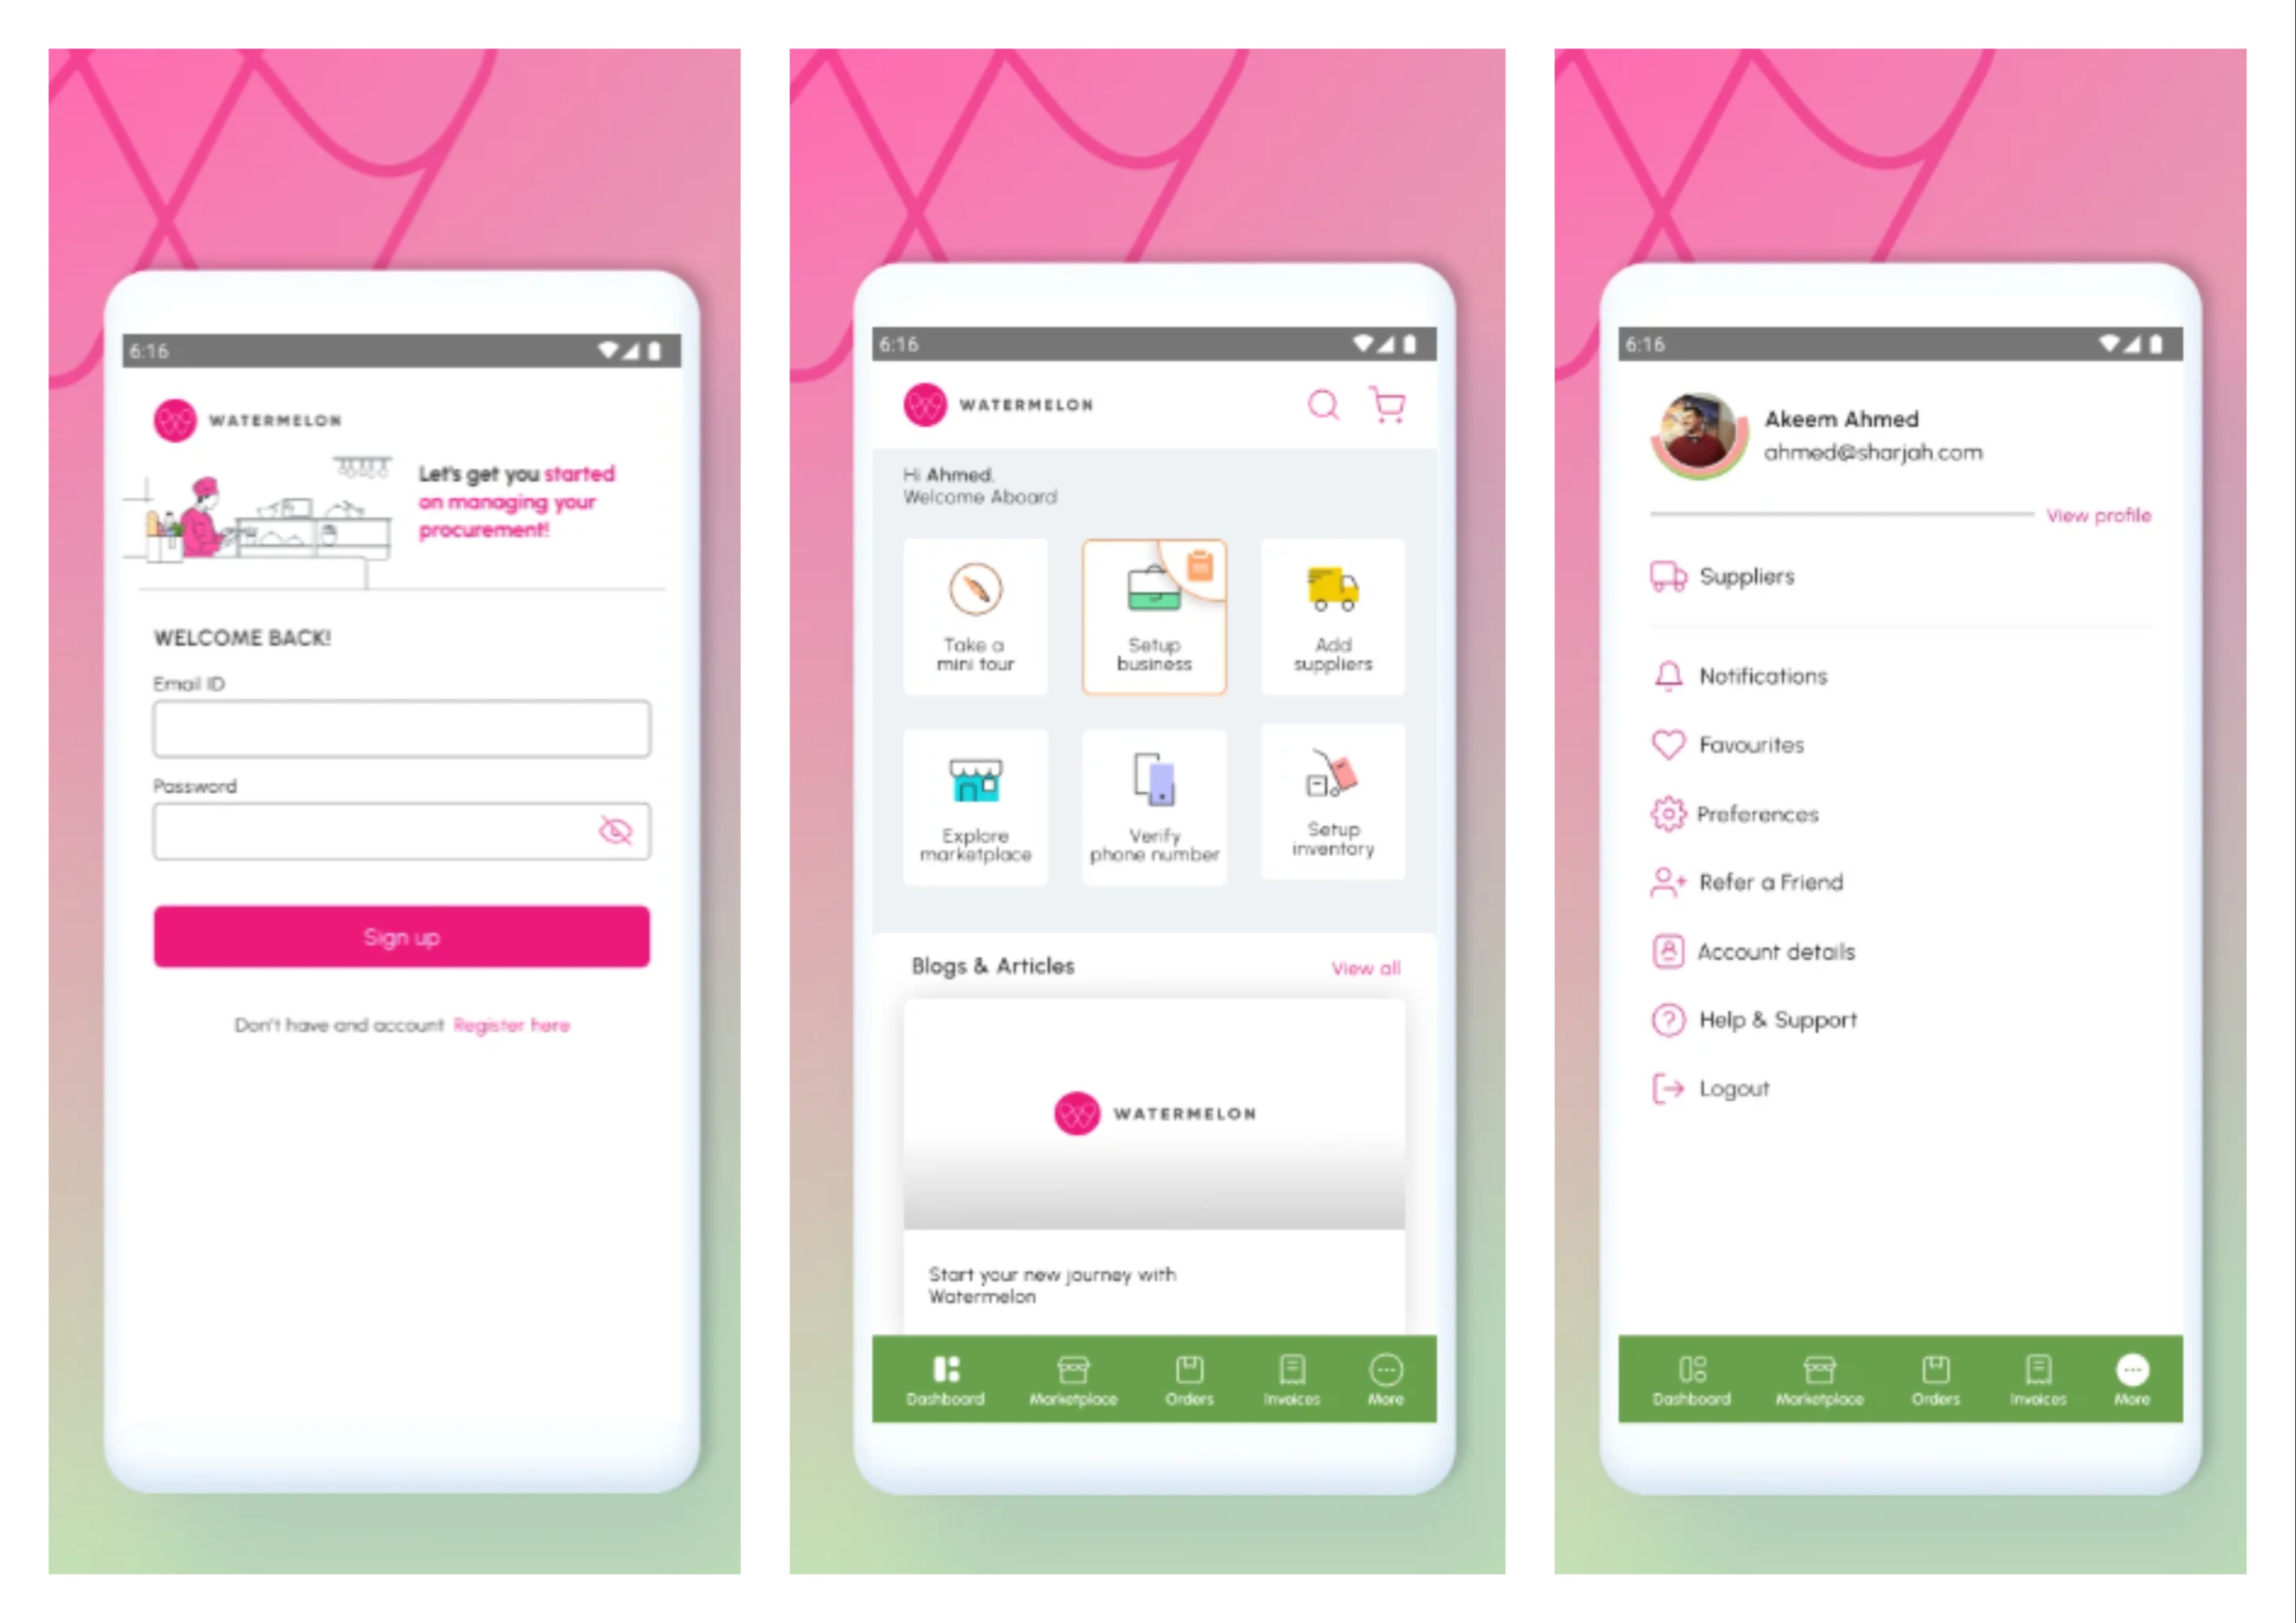 6:16
WATERMELON
Let's get you started
on managing your
procurement!
WELCOME BACK!
Email ID
Password
Sign up
Don't have and account Register here
6:16
WATERMELON
Hi Ahmed,
Welcome Aboard
Take a
mini tour
Setup
business
Add
suppliers
Explore
marketplace
Verify
phone number
Setup
inventory
Blogs & Articles
View all
WATERMELON
Start your new journey with
Watermelon
Dashboard
Marketplace
Orders
Invoices
More
6:16
Akeem Ahmed
ahmed@sharjah.com
View profile
Suppliers
Notifications
Favourites
Preferences
Refer a Friend
Account details
Help & Support
Logout
Dashboard
Marketplace
Orders
Invoices
More